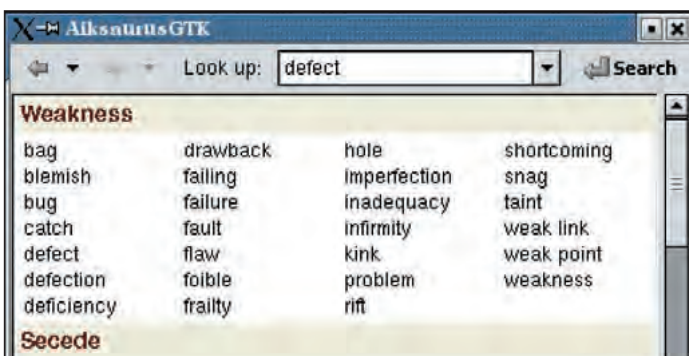 AiksaurusGTK
Look up: defect Search
Weakness
bag drawback hole shortcoming
blemish failing imperfection snag
bug failure inadequacy taint
catch fault infirmity weak link
defect flaw kink weak point
defection foible problem weakness
deficiency frailty rift
Secede